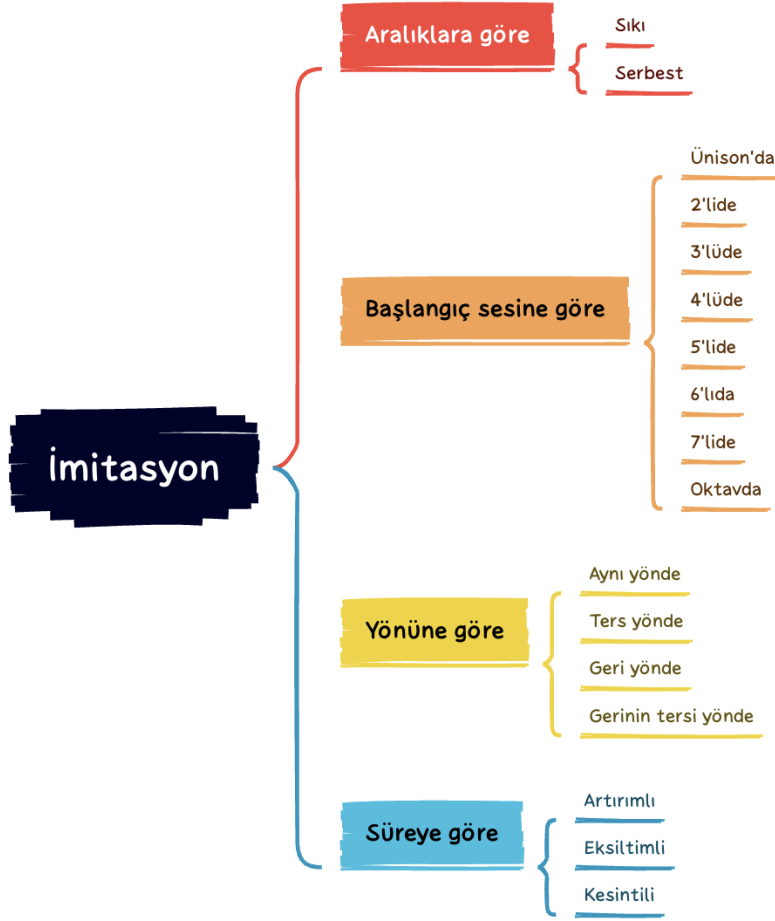 İmitasyon
Aralıklara göre
Sıkı
Serbest
Başlangıç sesine göre
Ünison'da
2'lide
3'lüde
4'lüde
5'lide
6'lıda
7'lide
Oktavda
Yönüne göre
Aynı yönde
Ters yönde
Geri yönde
Gerinin tersi yönde
Süreye göre
Artırımlı
Eksiltimli
Kesintili